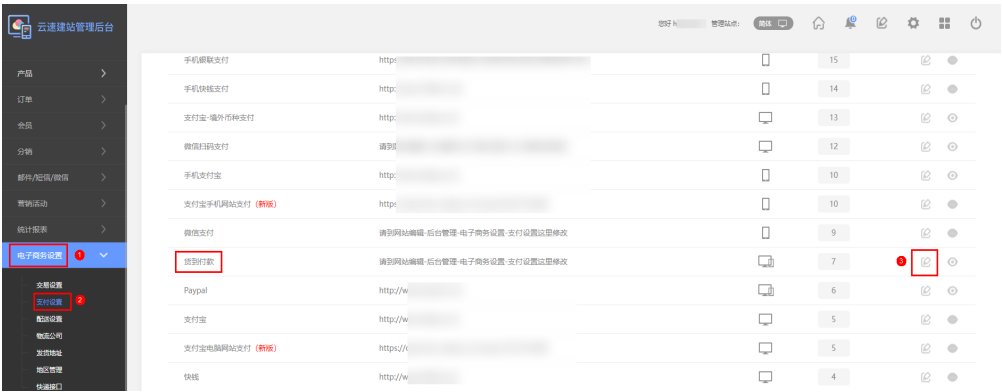 云速建站管理后台
您好 h
管理站点:
简体
产品
订单
会员
分销
邮件/短信/微信
营销活动
统计报表
电子商务设置 1
交易设置
支付设置 2
配送设置
物流公司
发货地址
地区管理
快递接口
手机银联支付 https 15
手机快钱支付 http: 14
支付宝-境外币种支付 http: 13
微信扫码支付 请到 12
手机支付宝 http: 10
支付宝手机网站支付 (新版) https 10
微信支付 请到网站编辑-后台管理-电子商务设置-支付设置这里修改 9
货到付款 请到网站编辑-后台管理-电子商务设置-支付设置这里修改 7 3
Paypal http://w 6
支付宝 http://w 5
支付宝电脑网站支付 (新版) https:// 5
快钱 http://w 4